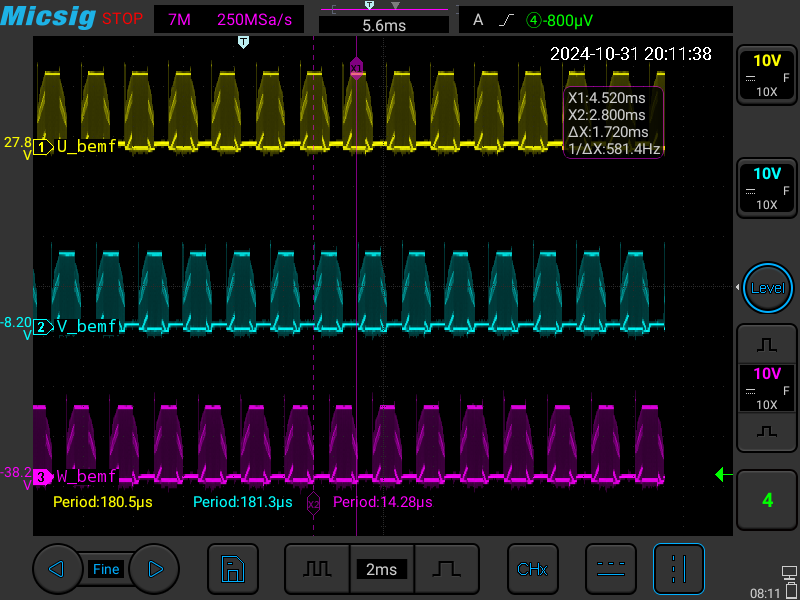 Micsig STOP 7M 250MSa/s T 5.6ms A ④-800μV
T
2024-10-31 20:11:38
10V
F
10X
X1
X1:4.520ms
X2:2.800ms
ΔX:1.720ms
1/ΔX:581.4Hz
27.8
V
1 U_bemf
10V
F
10X
Level
-8.20
V
2 V_bemf
10V
F
10X
-38.2
V
3 W_bemf
Period:180.5μs Period:181.3μs X2 Period:14.28μs
4
Fine 2ms CHx
08:11